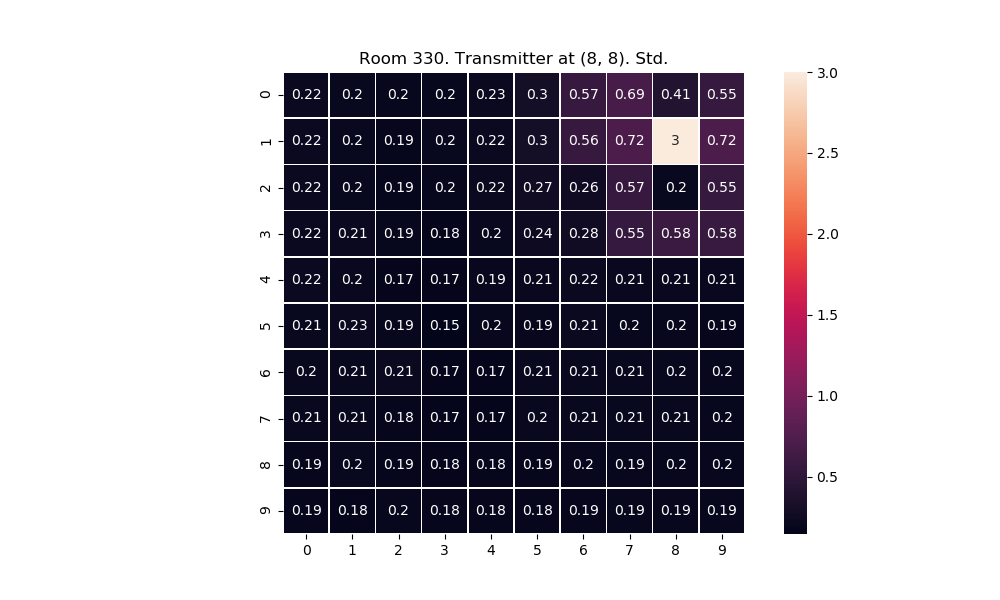 Room 330. Transmitter at (8, 8). Std.
0 0.22 0.2 0.2 0.2 0.23 0.3 0.57 0.69 0.41 0.55
1 0.22 0.2 0.19 0.2 0.22 0.3 0.56 0.72 3 0.72
2 0.22 0.2 0.19 0.2 0.22 0.27 0.26 0.57 0.2 0.55
3 0.22 0.21 0.19 0.18 0.2 0.24 0.28 0.55 0.58 0.58
4 0.22 0.2 0.17 0.17 0.19 0.21 0.22 0.21 0.21 0.21
5 0.21 0.23 0.19 0.15 0.2 0.19 0.21 0.2 0.2 0.19
6 0.2 0.21 0.21 0.17 0.17 0.21 0.21 0.21 0.2 0.2
7 0.21 0.21 0.18 0.17 0.17 0.2 0.21 0.21 0.21 0.2
8 0.19 0.2 0.19 0.18 0.18 0.19 0.2 0.19 0.2 0.2
9 0.19 0.18 0.2 0.18 0.18 0.18 0.19 0.19 0.19 0.19
0 1 2 3 4 5 6 7 8 9
3.0
2.5
2.0
1.5
1.0
0.5